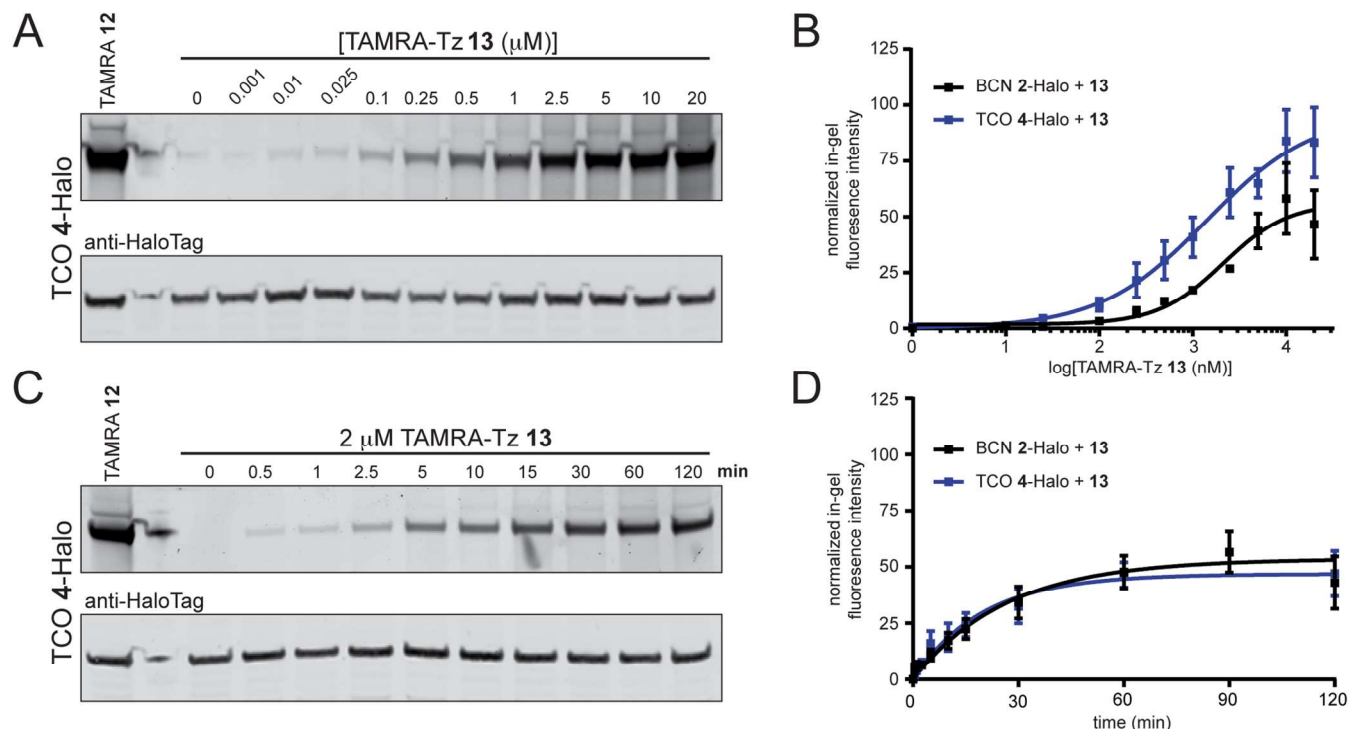 A
TAMRA 12
[TAMRA-Tz 13 (μM)]
0 0.001 0.01 0.025 0.1 0.25 0.5 1 2.5 5 10 20
TCO 4-Halo
anti-HaloTag
B
normalized in-gel
fluoresence intensity
125
100
75
50
25
0
BCN 2-Halo + 13
TCO 4-Halo + 13
0 1 2 3 4
log[TAMRA-Tz 13 (nM)]
C
TAMRA 12
2 μM TAMRA-Tz 13
0 0.5 1 2.5 5 10 15 30 60 120 min
TCO 4-Halo
anti-HaloTag
D
normalized in-gel
fluoresence intensity
125
100
75
50
25
0
BCN 2-Halo + 13
TCO 4-Halo + 13
0 30 60 90 120
time (min)